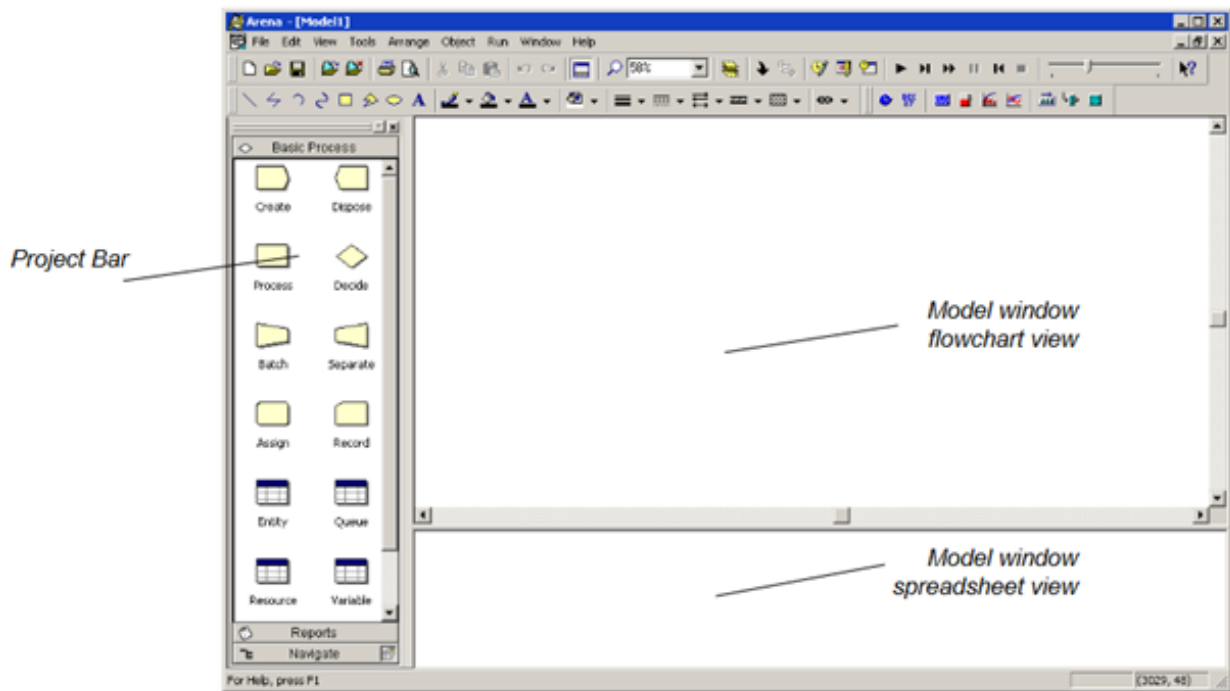 Arena - [Model1]
File Edit View Tools Arrange Object Run Window Help
58%
A A
Basic Process
Create Dispose
Process Decide
Batch Separate
Assign Record
Entity Queue
Resource Variable
Reports
Navigate
For Help, press F1
(3029, 48)
Project Bar
Model window
flowchart view
Model window
spreadsheet view